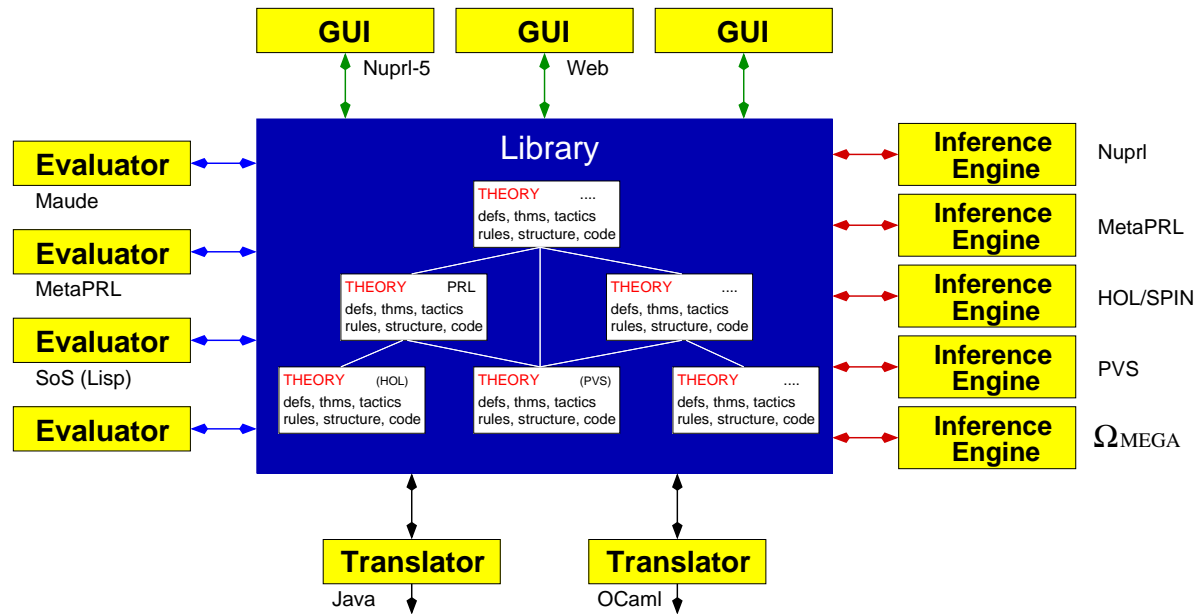 GUI
GUI
GUI
Nuprl-5
Web
Library
Evaluator
Maude
Evaluator
MetaPRL
Evaluator
SoS (Lisp)
Evaluator
THEORY ....
defs, thms, tactics
rules, structure, code
THEORY PRL
defs, thms, tactics
rules, structure, code
THEORY ....
defs, thms, tactics
rules, structure, code
THEORY (HOL)
defs, thms, tactics
rules, structure, code
THEORY (PVS)
defs, thms, tactics
rules, structure, code
THEORY ....
defs, thms, tactics
rules, structure, code
Inference
Engine
Nuprl
Inference
Engine
MetaPRL
Inference
Engine
HOL/SPIN
Inference
Engine
PVS
Inference
Engine
ΩMEGA
Translator
Java
Translator
OCaml